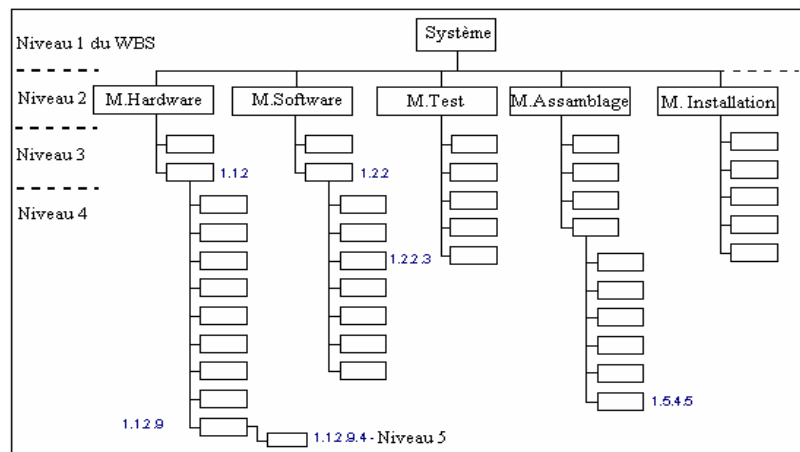 Système
Niveau 1 du WBS
Niveau 2
M.Hardware
M.Software
M.Test
M.Assamblage
M. Installation
Niveau 3
1.1.2
1.2.2
Niveau 4
1.2.2.3
1.5.4.5
1.1.2.9
1.1.2.9.4 - Niveau 5